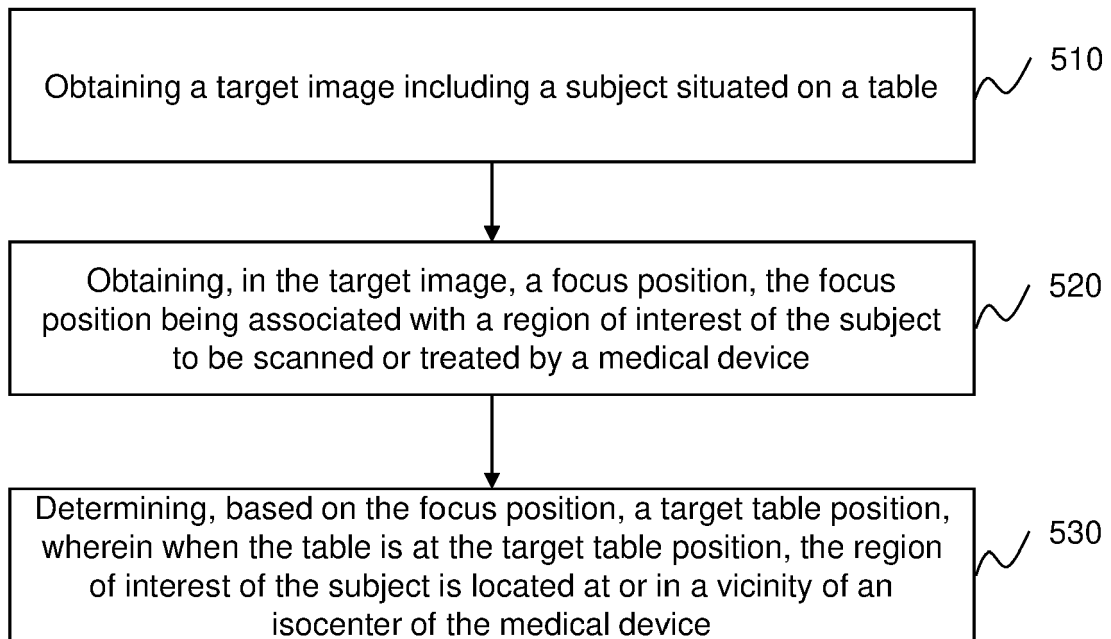 Obtaining a target image including a subject situated on a table
510
Obtaining, in the target image, a focus position, the focus
position being associated with a region of interest of the subject
to be scanned or treated by a medical device
520
Determining, based on the focus position, a target table position,
wherein when the table is at the target table position, the region
of interest of the subject is located at or in a vicinity of an
isocenter of the medical device
530